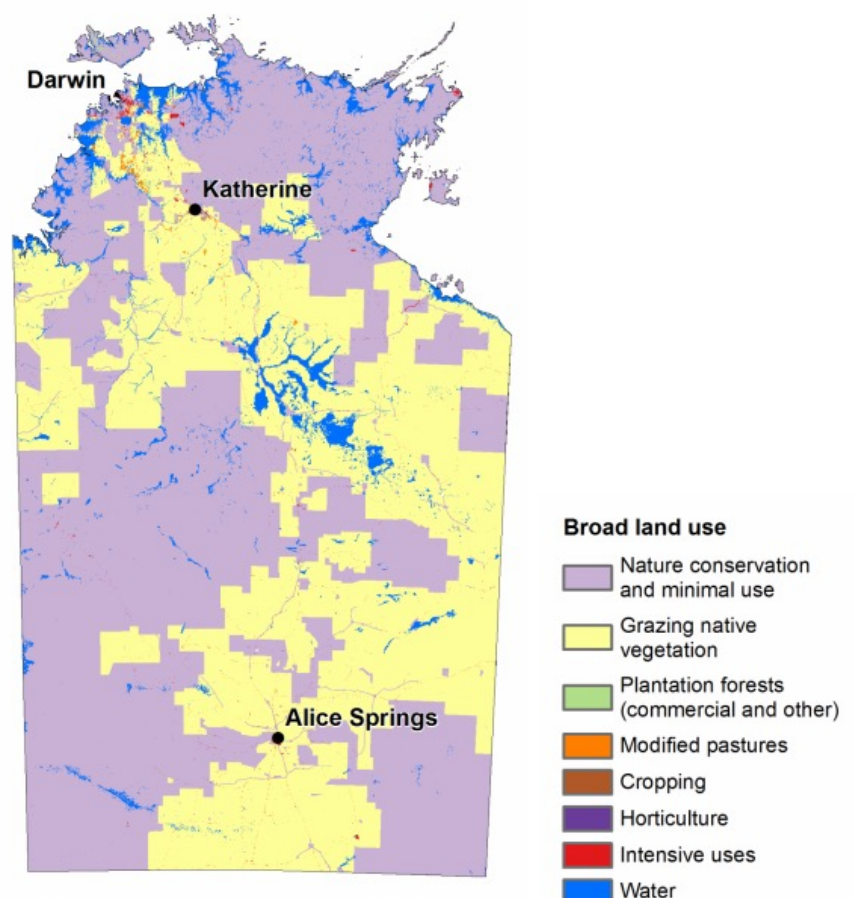 Darwin
Katherine
Alice Springs
Broad land use
Nature conservation
and minimal use
Grazing native
vegetation
Plantation forests
(commercial and other)
Modified pastures
Cropping
Horticulture
Intensive uses
Water